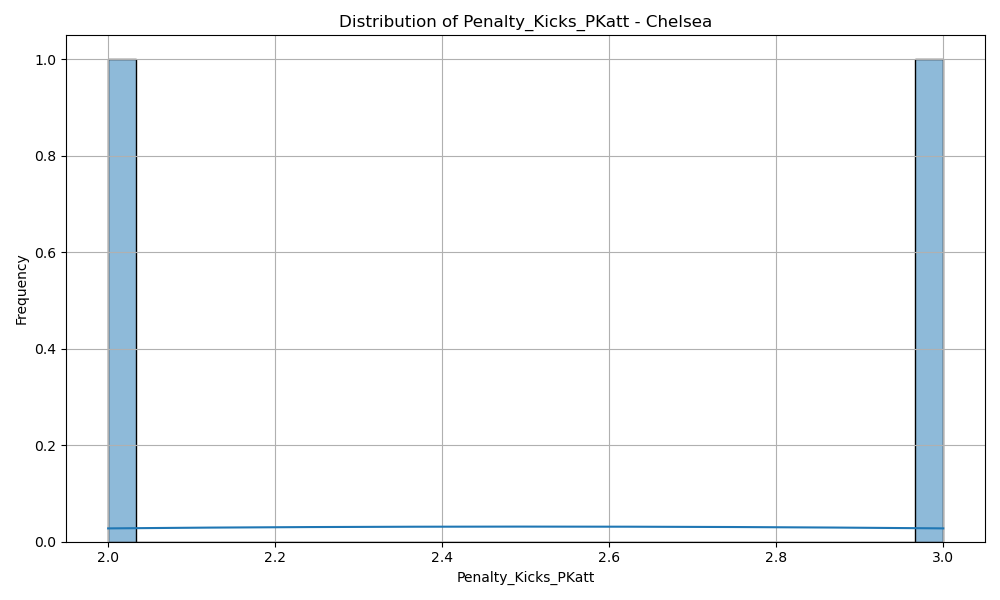 Distribution of Penalty_Kicks_PKatt - Chelsea
Frequency
1.0
0.8
0.6
0.4
0.2
0.0
2.0 2.2 2.4 2.6 2.8 3.0
Penalty_Kicks_PKatt